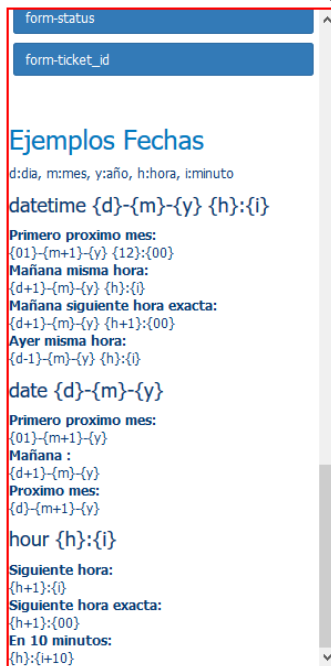 form-status
form-ticket_id
Ejemplos Fechas
d:dia, m:mes, y:año, h:hora, i:minuto
datetime {d}-{m}-{y} {h}:{i}
Primero proximo mes:
{01}-{m+1}-{y} {12}:{00}
Mañana misma hora:
{d+1}-{m}-{y} {h}:{i}
Mañana siguiente hora exacta:
{d+1}-{m}-{y} {h+1}:{00}
Ayer misma hora:
{d-1}-{m}-{y} {h}:{i}
date {d}-{m}-{y}
Primero proximo mes:
{01}-{m+1}-{y}
Mañana :
{d+1}-{m}-{y}
Proximo mes:
{d}-{m+1}-{y}
hour {h}:{i}
Siguiente hora:
{h+1}:{i}
Siguiente hora exacta:
{h+1}:{00}
En 10 minutos:
{h}:{i+10}